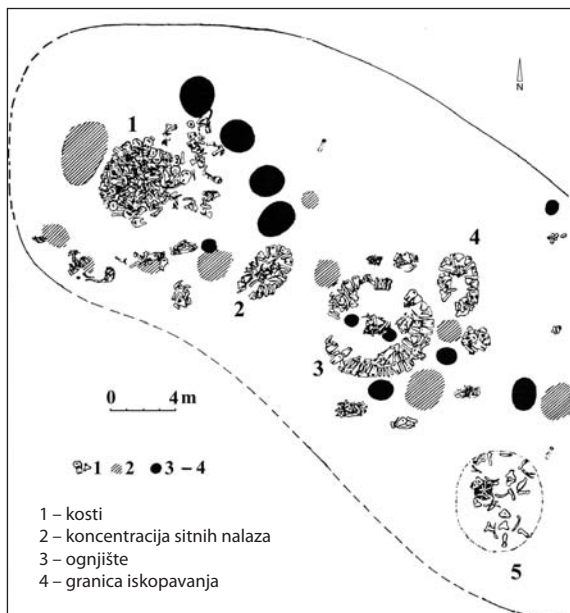 N
1
4
2
3
0 4 m
1 2 3 – 4
1 – kosti
2 – koncentracija sitnih nalaza
3 – ognjište
4 – granica iskopavanja
5